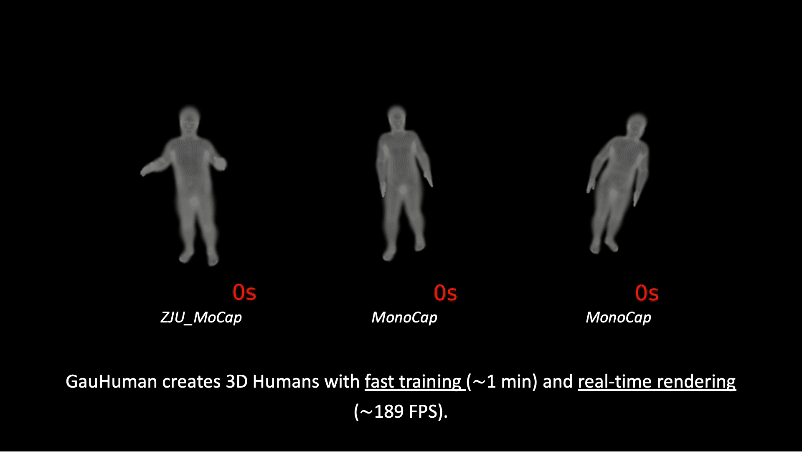 0s
0s
0s
ZJU_MoCap
MonoCap
MonoCap
GauHuman creates 3D Humans with fast training (~1 min) and real-time rendering
(~189 FPS).